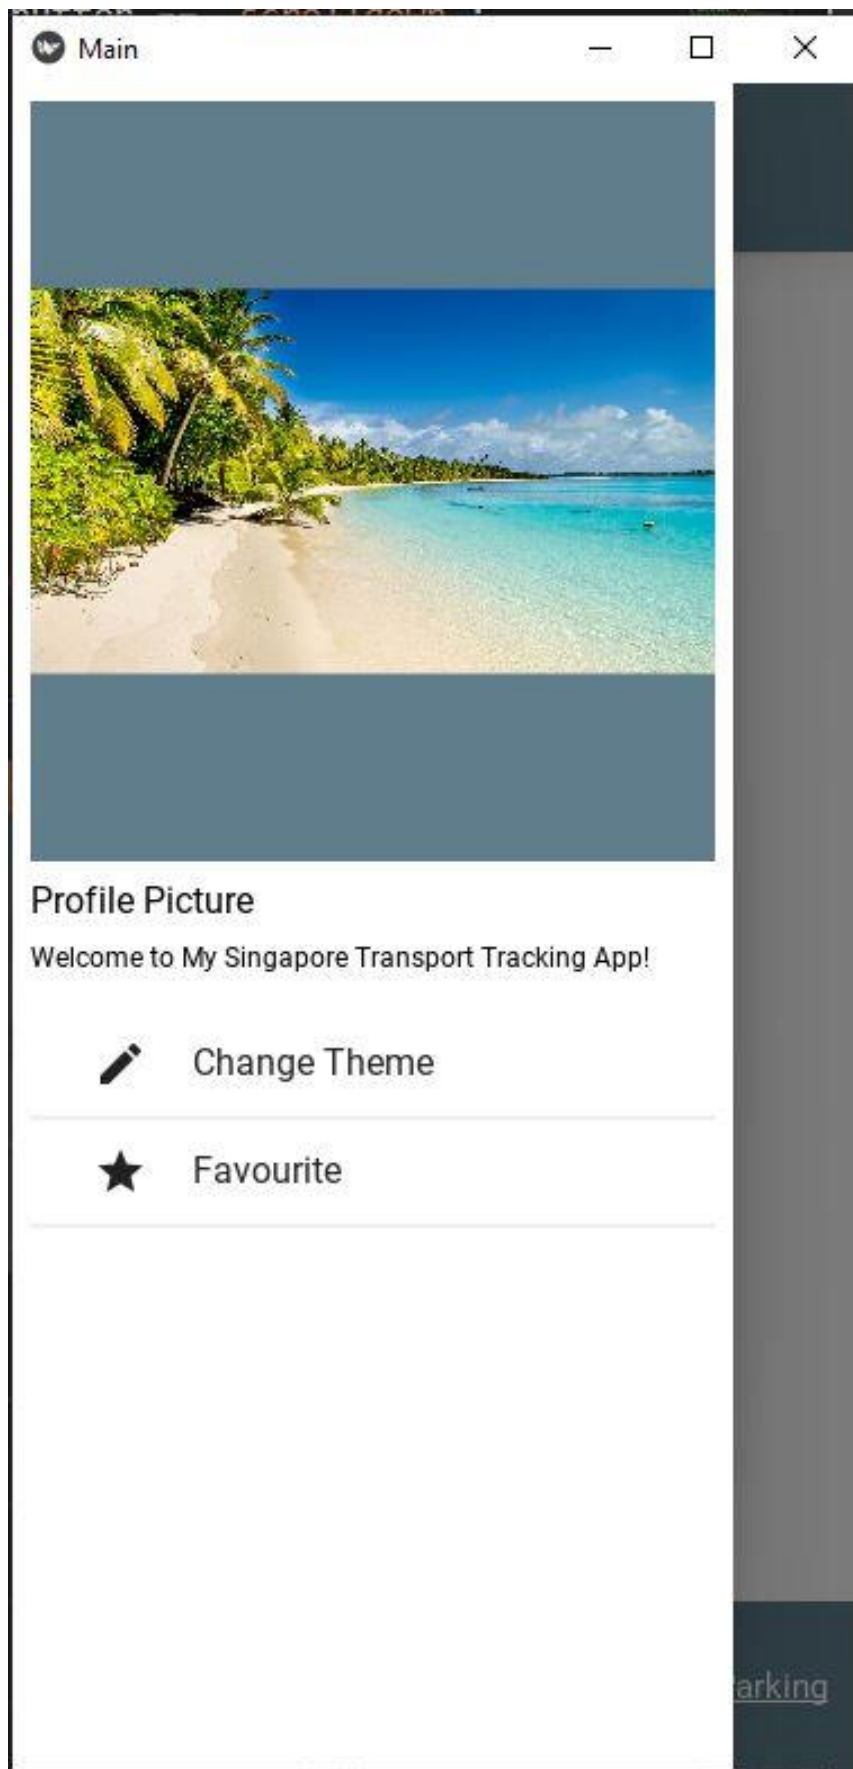 Main
Profile Picture
Welcome to My Singapore Transport Tracking App!
Change Theme
Favourite
arking